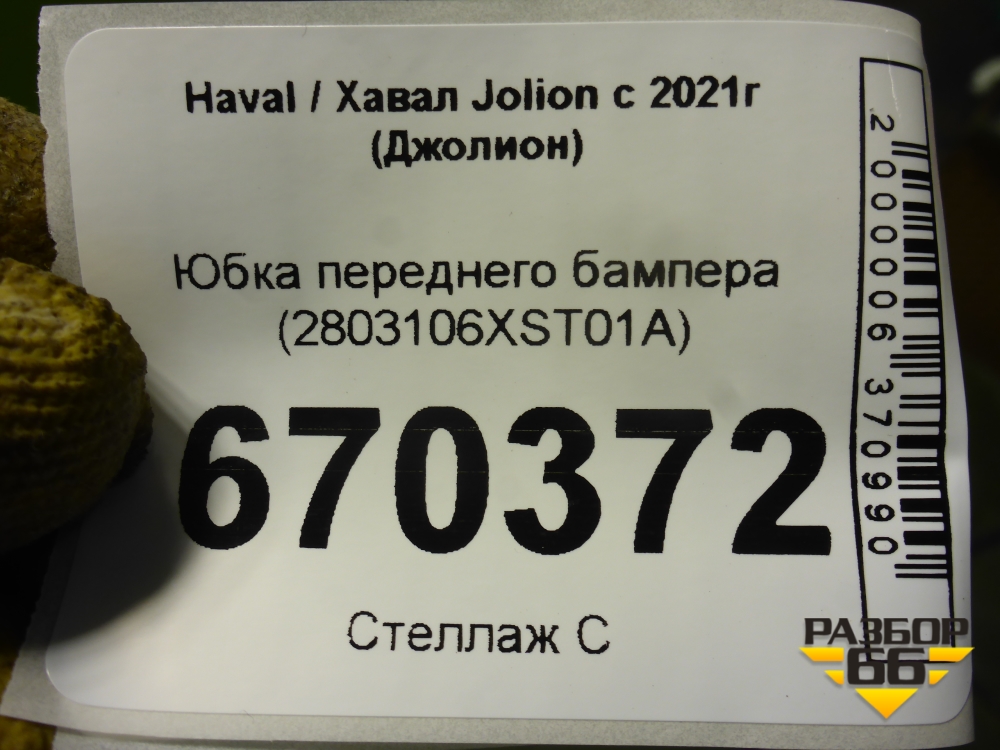 Haval / Хавал Jolion с 2021г
(Джолион)
Юбка переднего бампера
(2803106XST01A)
670372
Стеллаж С
2000006370990
РАЗБОР
66